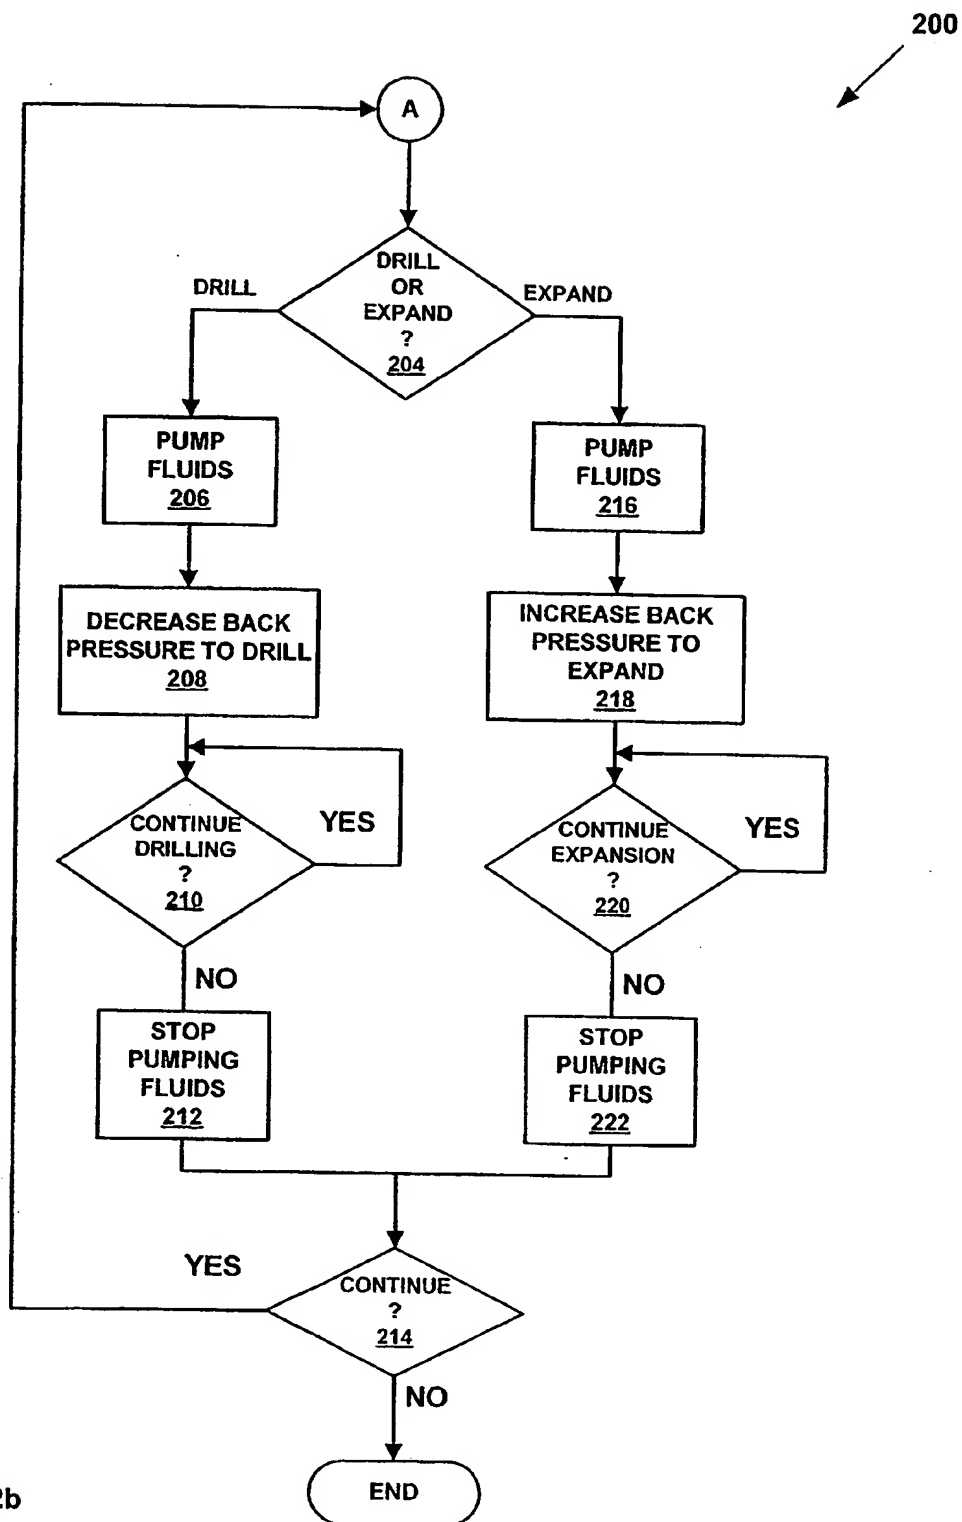 200
A
DRILL
OR
EXPAND
?
204
DRILL
EXPAND
PUMP
FLUIDS
206
PUMP
FLUIDS
216
DECREASE BACK
PRESSURE TO DRILL
208
INCREASE BACK
PRESSURE TO
EXPAND
218
CONTINUE
DRILLING
?
210
YES
CONTINUE
EXPANSION
?
220
YES
NO
NO
STOP
PUMPING
FLUIDS
212
STOP
PUMPING
FLUIDS
222
YES
CONTINUE
?
214
NO
END
2b